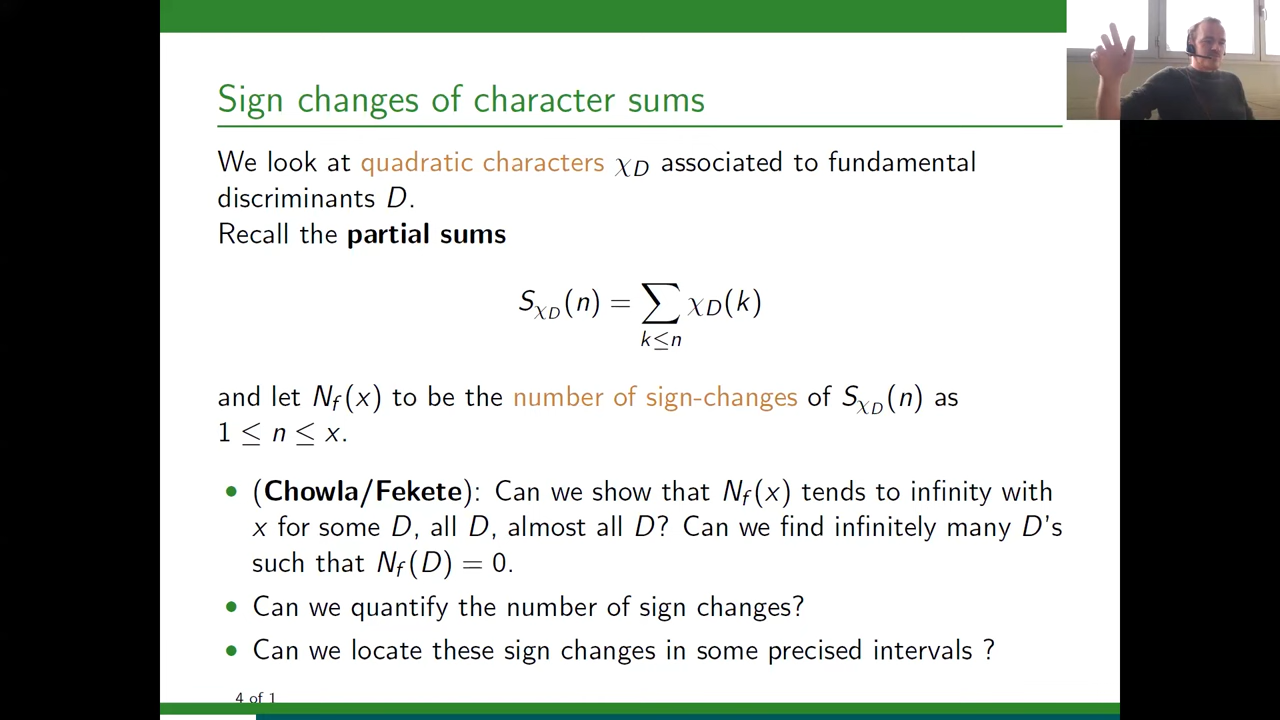 Sign changes of character sums
We look at quadratic characters χ_D associated to fundamental
discriminants D.
Recall the partial sums
S_{χ_D}(n) = ∑_{k≤n} χ_D(k)
and let N_f(x) to be the number of sign-changes of S_{χ_D}(n) as
1 ≤ n ≤ x.
• (Chowla/Fekete): Can we show that N_f(x) tends to infinity with
x for some D, all D, almost all D? Can we find infinitely many D's
such that N_f(D) = 0.
• Can we quantify the number of sign changes?
• Can we locate these sign changes in some precised intervals ?
4 of 1